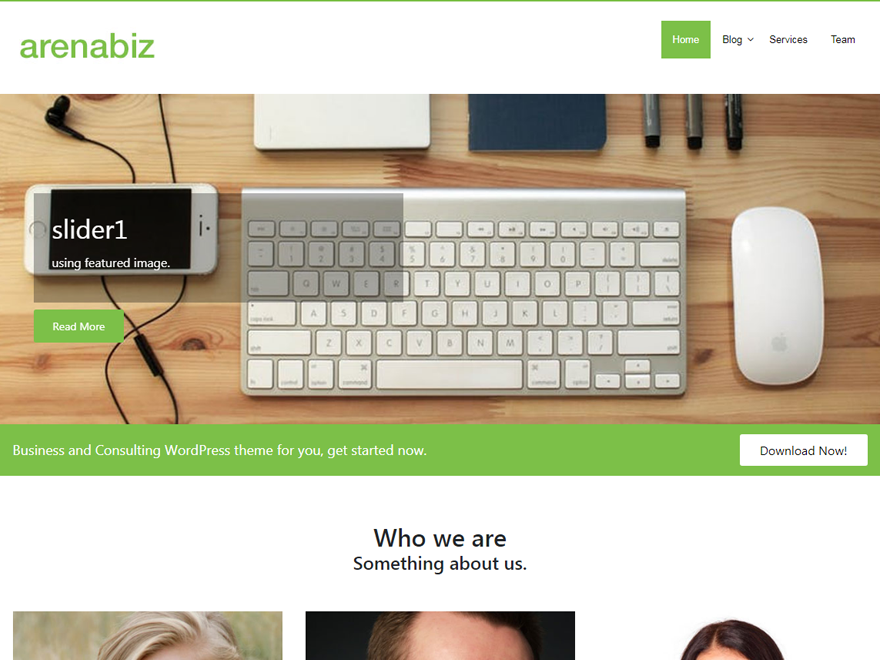 arenabiz
Home Blog Services Team
slider1
using featured image.
Read More
Business and Consulting WordPress theme for you, get started now.
Download Now!
Who we are
Something about us.